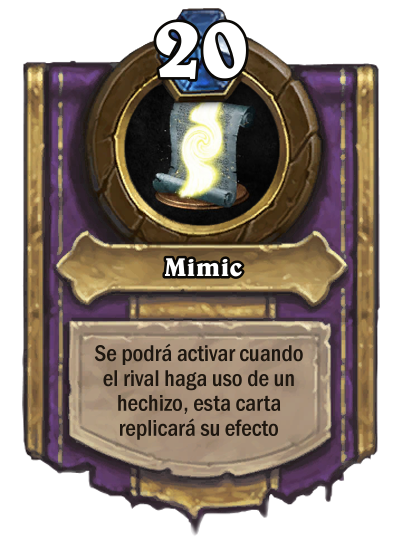 20
Mimic
Se podrá activar cuando
el rival haga uso de un
hechizo, esta carta
replicará su efecto